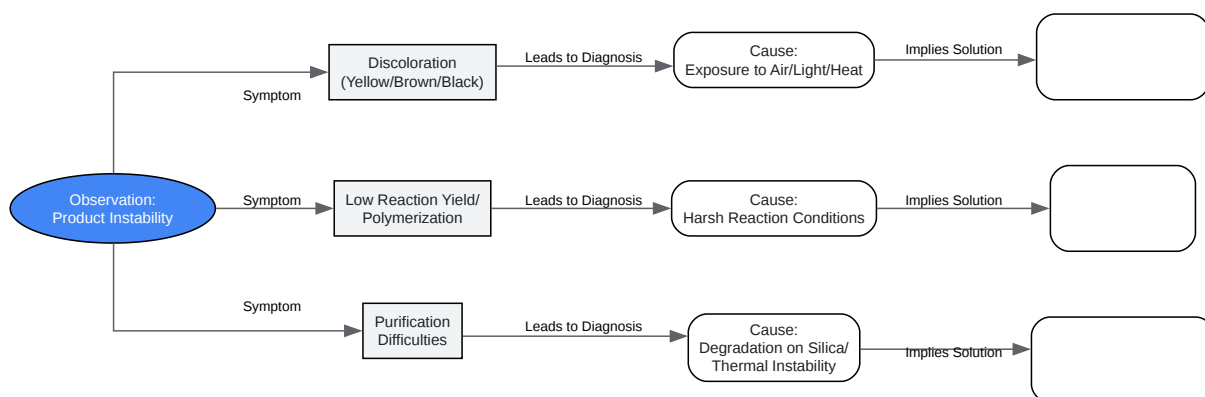 Discoloration
(Yellow/Brown/Black)
Leads to Diagnosis
Cause:
Exposure to Air/Light/Heat
Implies Solution
Symptom
Observation:
Product Instability
Symptom
Low Reaction Yield/
Polymerization
Leads to Diagnosis
Cause:
Harsh Reaction Conditions
Implies Solution
Symptom
Purification
Difficulties
Leads to Diagnosis
Cause:
Degradation on Silica/
Thermal Instability
Implies Solution